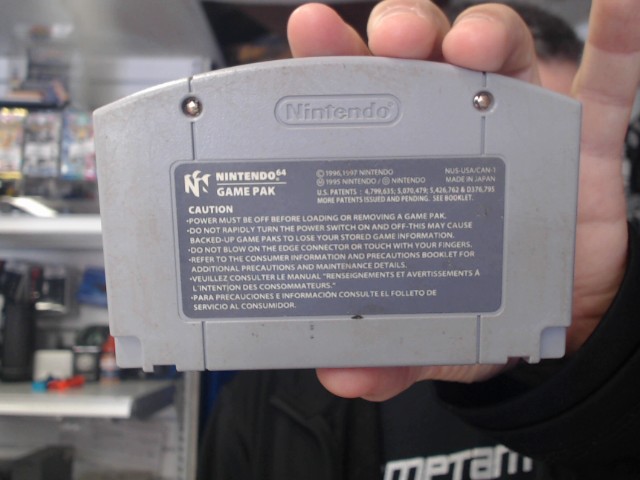 Nintendo
NINTENDO 64
GAME PAK
©1996,1997 NINTENDO
Ⓜ 1995 NINTENDO / Ⓒ NINTENDO
NUS-USA/CAN-1
MADE IN JAPAN
U.S. PATENTS : 4,799,635; 5,070,479; 5,426,762 & D376,795
MORE PATENTS ISSUED AND PENDING. SEE BOOKLET.
CAUTION
•POWER MUST BE OFF BEFORE LOADING OR REMOVING A GAME PAK.
•DO NOT RAPIDLY TURN THE POWER SWITCH ON AND OFF-THIS MAY CAUSE
BACKED-UP GAME PAKS TO LOSE YOUR STORED GAME INFORMATION.
•DO NOT BLOW ON THE EDGE CONNECTOR OR TOUCH WITH YOUR FINGERS.
•REFER TO THE CONSUMER INFORMATION AND PRECAUTIONS BOOKLET FOR
ADDITIONAL PRECAUTIONS AND MAINTENANCE DETAILS.
•VEUILLEZ CONSULTER LE MANUAL "RENSEIGNEMENTS ET AVERTISSEMENTS À
L'INTENTION DES CONSOMMATEURS."
•PARA PRECAUCIONES E INFORMACIÓN CONSULTE EL FOLLETO DE
SERVICIO AL CONSUMIDOR.